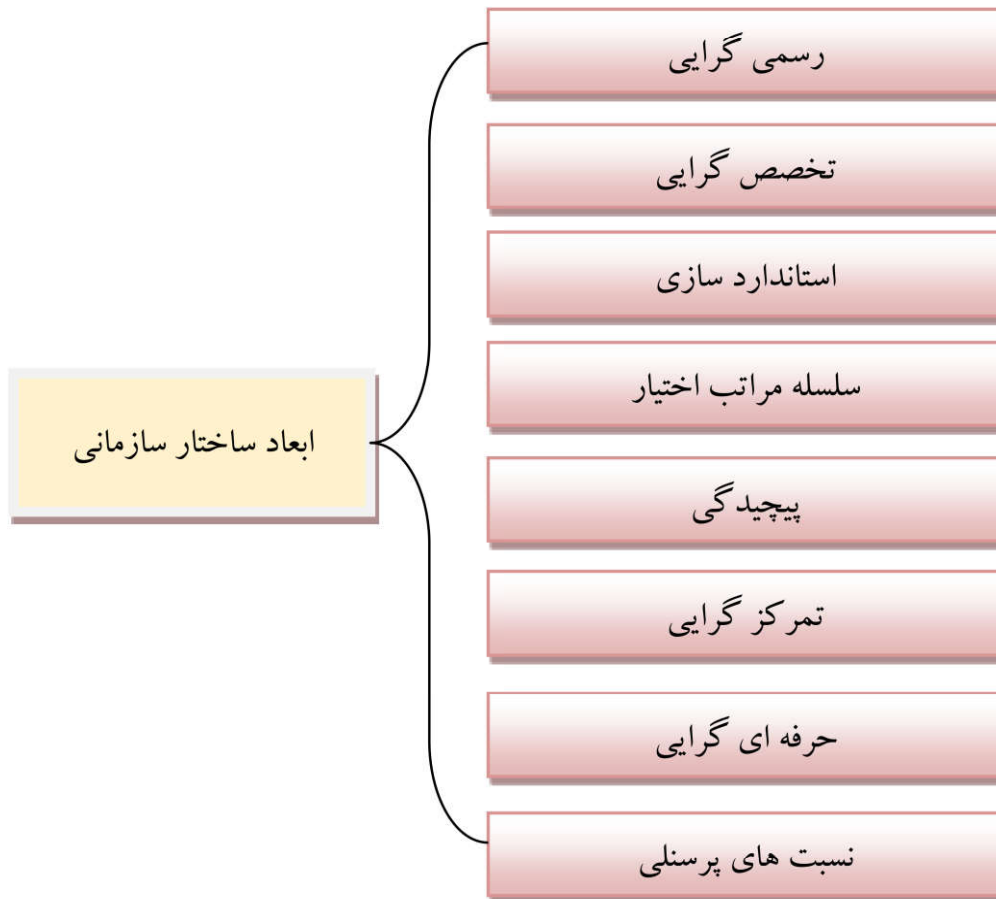 رسمی گرایی
تخصص گرایی
استاندارد سازی
سلسله مراتب اختیار
ابعاد ساختار سازمانی
پیچیدگی
تمرکز گرایی
حرفه ای گرایی
نسبت های پرسنلی